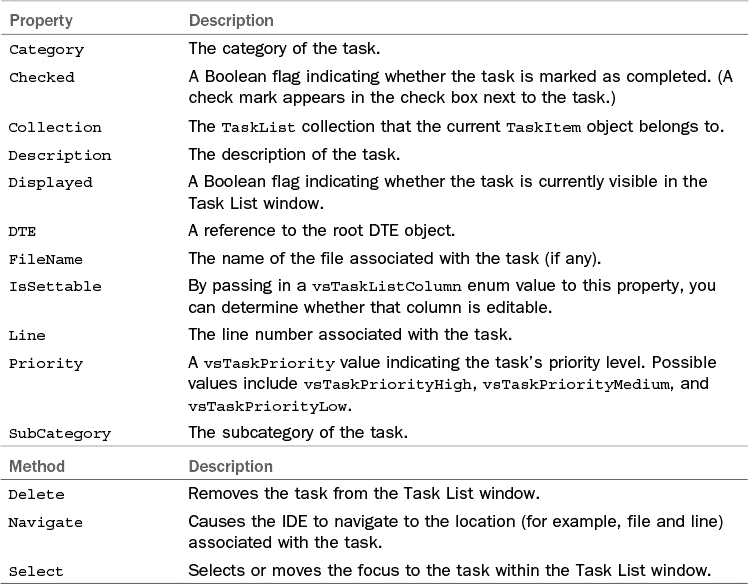 Property Description
Category The category of the task.
Checked A Boolean flag indicating whether the task is marked as completed. (A
check mark appears in the check box next to the task.)
Collection The TaskList collection that the current TaskItem object belongs to.
Description The description of the task.
Displayed A Boolean flag indicating whether the task is currently visible in the
Task List window.
DTE A reference to the root DTE object.
FileName The name of the file associated with the task (if any).
IsSettable By passing in a vsTaskListColumn enum value to this property, you
can determine whether that column is editable.
Line The line number associated with the task.
Priority A vsTaskPriority value indicating the task’s priority level. Possible
values include vsTaskPriorityHigh, vsTaskPriorityMedium, and
vsTaskPriorityLow.
SubCategory The subcategory of the task.
Method Description
Delete Removes the task from the Task List window.
Navigate Causes the IDE to navigate to the location (for example, file and line)
associated with the task.
Select Selects or moves the focus to the task within the Task List window.